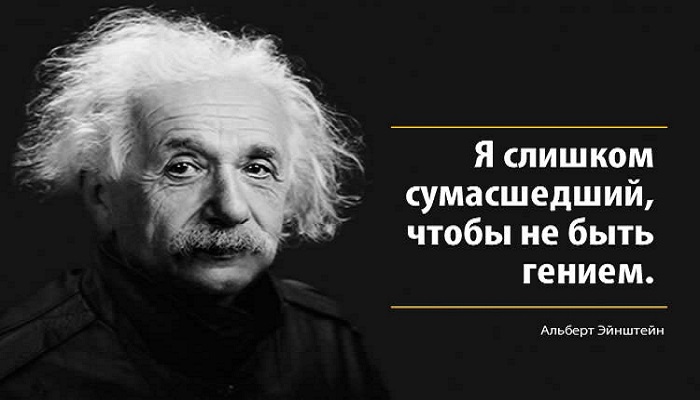 Я слишком
сумасшедший,
чтобы не быть
гением.
Альберт Эйнштейн